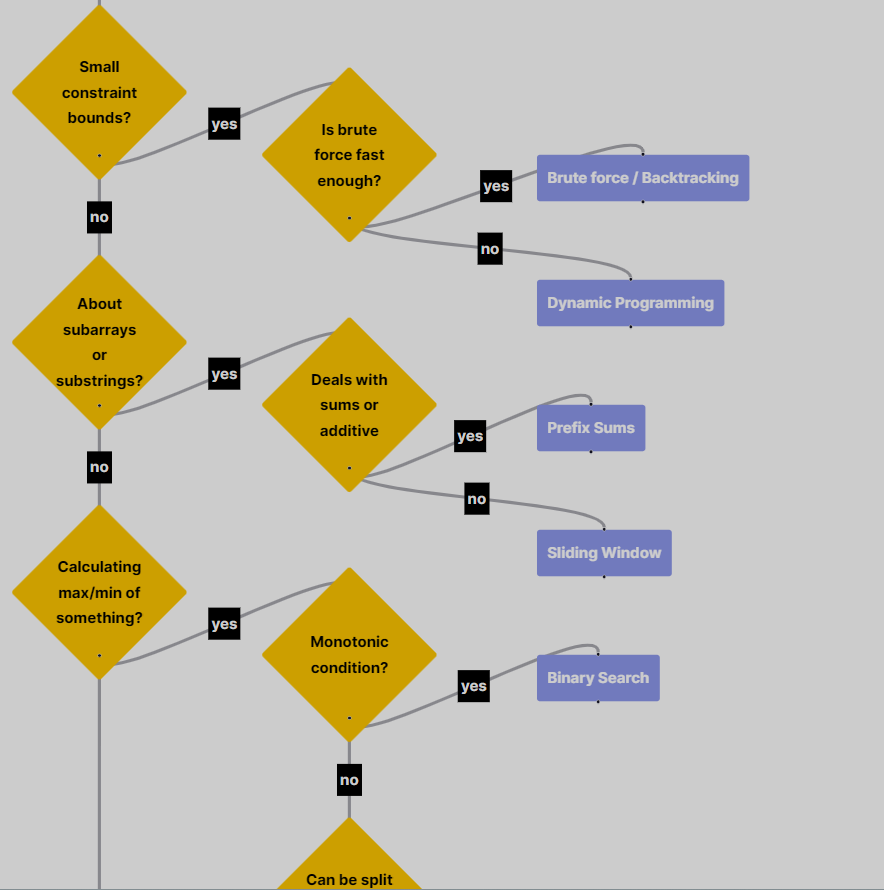 Small
constraint
bounds?
yes
Is brute
force fast
enough?
yes
Brute force / Backtracking
no
Dynamic Programming
no
About
subarrays
or
substrings?
yes
Deals with
sums or
additive
yes
Prefix Sums
no
Sliding Window
no
Calculating
max/min of
something?
yes
Monotonic
condition?
yes
Binary Search
no
Can be split